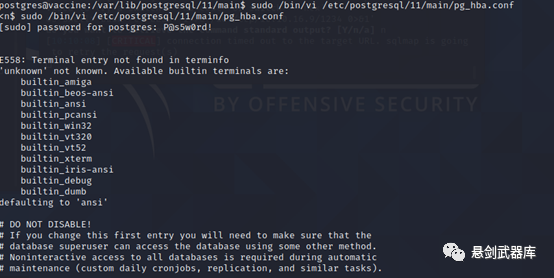 postgres@vaccine:/var/lib/postgresql/11/main$ sudo /bin/vi /etc/postgresql/11/main/pg_hba.conf
<n$ sudo /bin/vi /etc/postgresql/11/main/pg_hba.conf
[sudo] password for postgres: P@s5w0rd!
E558: Terminal entry not found in terminfo
'unknown' not known. Available builtin terminals are:
builtin_amiga
builtin_beos-ansi
builtin_ansi
builtin_pcansi
builtin_win32
builtin_vt320
builtin_vt52
builtin_xterm
builtin_iris-ansi
builtin_debug
builtin_dumb
defaulting to 'ansi'
BY OFFENSIVE SECURITY
# DO NOT DISABLE!
# If you change this first entry you will need to make sure that the
# database superuser can access the database using some other method.
# Noninteractive access to all databases is required during automatic
# maintenance (custom daily cronjobs, replication, and similar tasks).
悬剑武器库